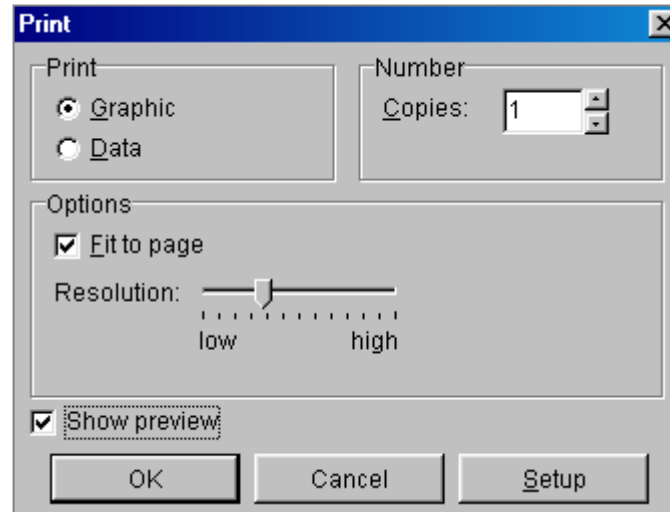 Print
Print
Graphic
Data
Number
Copies: 1
Options
Fit to page
Resolution:
low high
Show preview
OK Cancel Setup